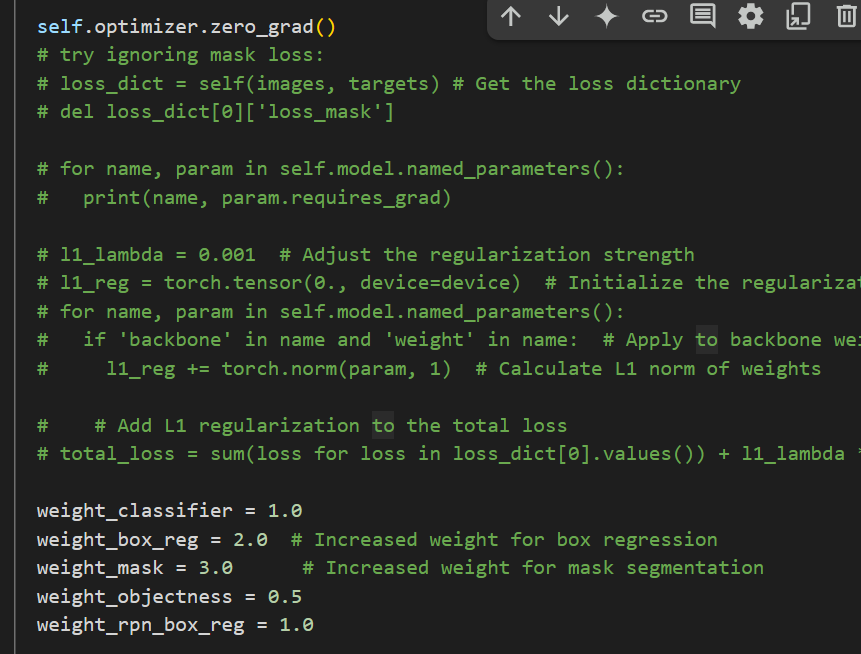 self.optimizer.zero_grad()
# try ignoring mask loss:
# loss_dict = self(images, targets) # Get the loss dictionary
# del loss_dict[0]['loss_mask']
# for name, param in self.model.named_parameters():
#   print(name, param.requires_grad)
# l1_lambda = 0.001  # Adjust the regularization strength
# l1_reg = torch.tensor(0., device=device)  # Initialize the regulariza
# for name, param in self.model.named_parameters():
#   if 'backbone' in name and 'weight' in name:  # Apply to backbone we
#     l1_reg += torch.norm(param, 1)  # Calculate L1 norm of weights
#    # Add L1 regularization to the total loss
# total_loss = sum(loss for loss in loss_dict[0].values()) + l1_lambda *
weight_classifier = 1.0
weight_box_reg = 2.0  # Increased weight for box regression
weight_mask = 3.0      # Increased weight for mask segmentation
weight_objectness = 0.5
weight_rpn_box_reg = 1.0